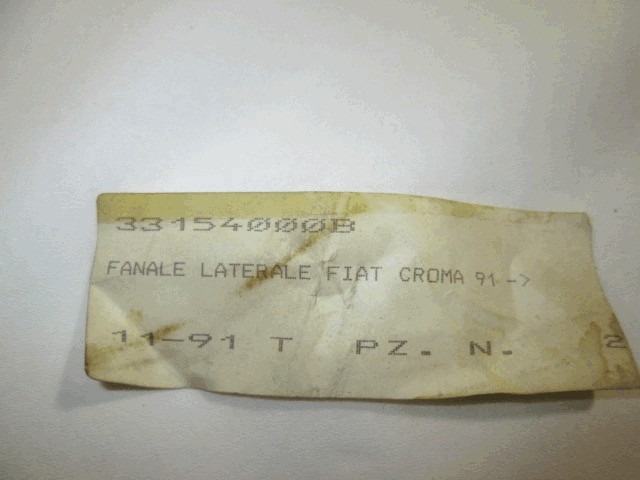 33154000B
FANALE LATERALE FIAT CROMA 91->
11-91 T PZ. N. 2